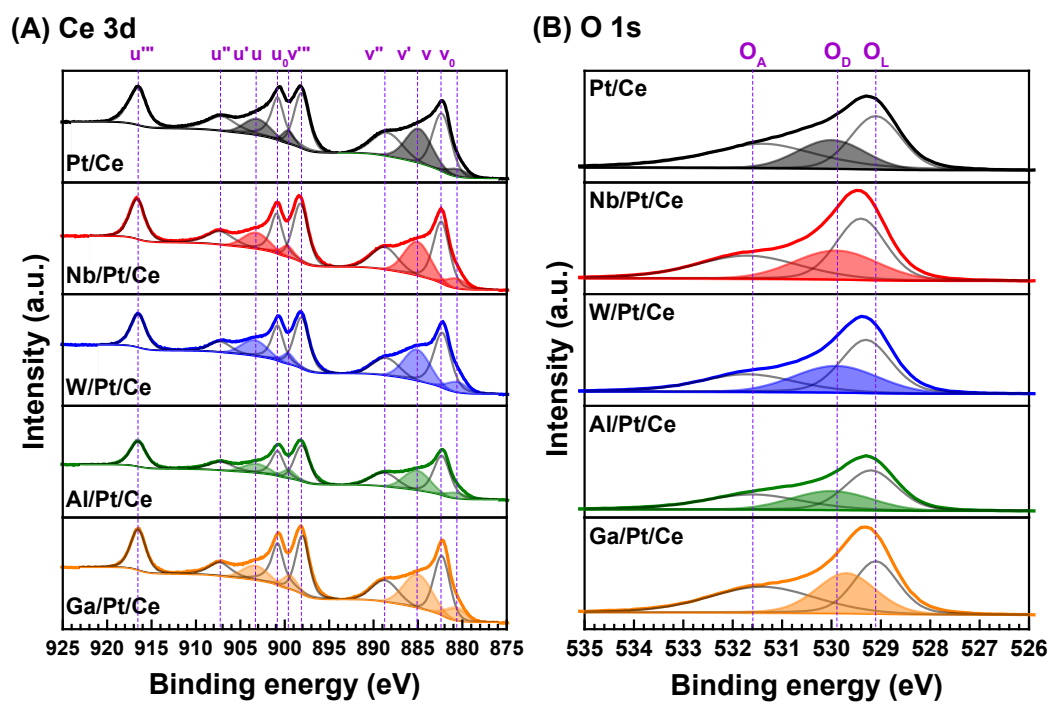 (A) Ce 3d
u''' u'' u' u u₀ v''' v'' v' v v₀
Pt/Ce
Nb/Pt/Ce
W/Pt/Ce
Al/Pt/Ce
Ga/Pt/Ce
Intensity (a.u.)
925 920 915 910 905 900 895 890 885 880 875
Binding energy (eV)
(B) O 1s
O_A O_D O_L
Pt/Ce
Nb/Pt/Ce
W/Pt/Ce
Al/Pt/Ce
Ga/Pt/Ce
Intensity (a.u.)
535 534 533 532 531 530 529 528 527 526
Binding energy (eV)